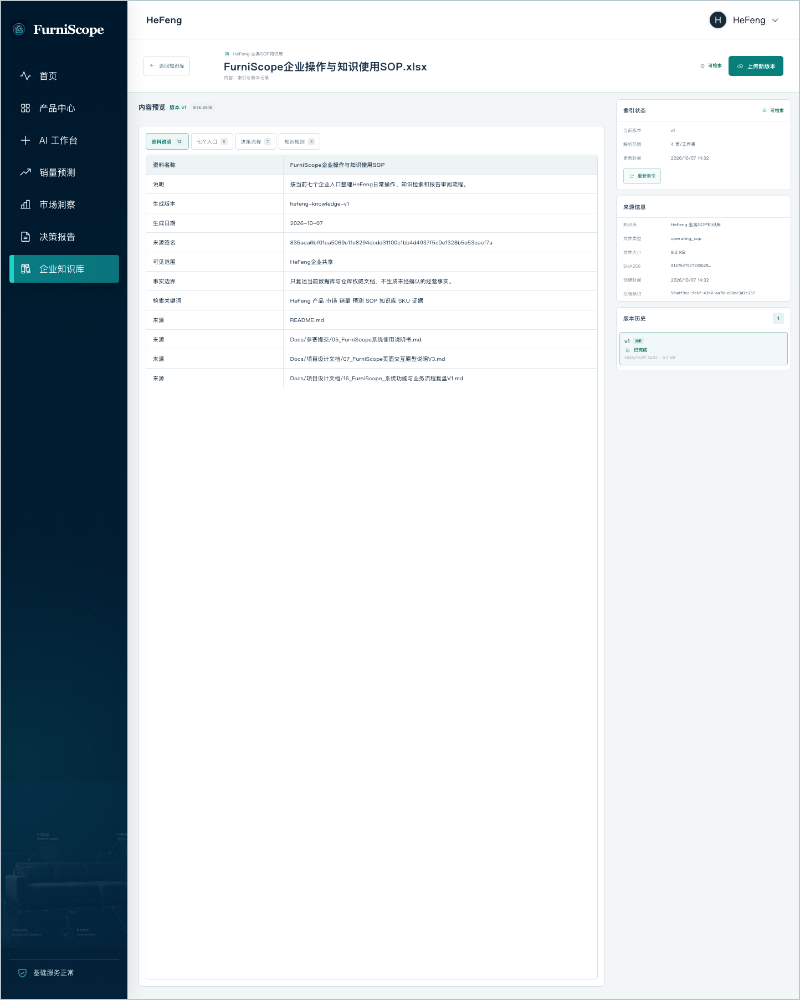 FurniScope
首页
产品中心
AI 工作台
销量预测
市场洞察
决策报告
企业知识库
基础服务正常
HeFeng
H HeFeng
返回知识库
HeFeng 业务SOP知识库
FurniScope企业操作与知识使用SOP.xlsx
内容、索引与版本记录
可检索
上传新版本
内容预览 版本 v1 xlsx_cells
资料说明 12 七个入口 8 决策流程 7 知识规则 8
资料名称 FurniScope企业操作与知识使用SOP
说明 按当前七个企业入口整理HeFeng日常操作、知识检索和报告审阅流程。
生成版本 hefeng-knowledge-v1
生成日期 2026-10-07
来源签名 835aea6bf01ea5069e1fe8294dcdd31100c1bb4d4937f5c0e1328b5e53eacf7a
可见范围 HeFeng企业共享
事实边界 只复述当前数据库与仓库权威文档，不生成未经确认的经营事实。
检索关键词 HeFeng 产品 市场 销量 预测 SOP 知识库 SKU 证据
来源 README.md
来源 Docs/参赛提交/05_FurniScope系统使用说明书.md
来源 Docs/项目设计文档/07_FurniScope页面交互原型说明V3.md
来源 Docs/项目设计文档/16_FurniScope_系统功能与业务流程复盘V1.md
索引状态 可检索
当前版本 v1
解析范围 4 页/工作表
更新时间 2026/10/07 14:32
重新索引
来源信息
知识库 HeFeng 业务SOP知识库
文件类型 operating_sop
文件大小 9.3 KB
SHA256 d1e763f6cf935b20…
创建时间 2026/10/07 14:32
文档标识 50adf9ee-fe6f-43b0-aa70-e88ee3d2e137
版本历史 1
v1 当前
已完成
2026/10/07 14:32 · 9.3 KB